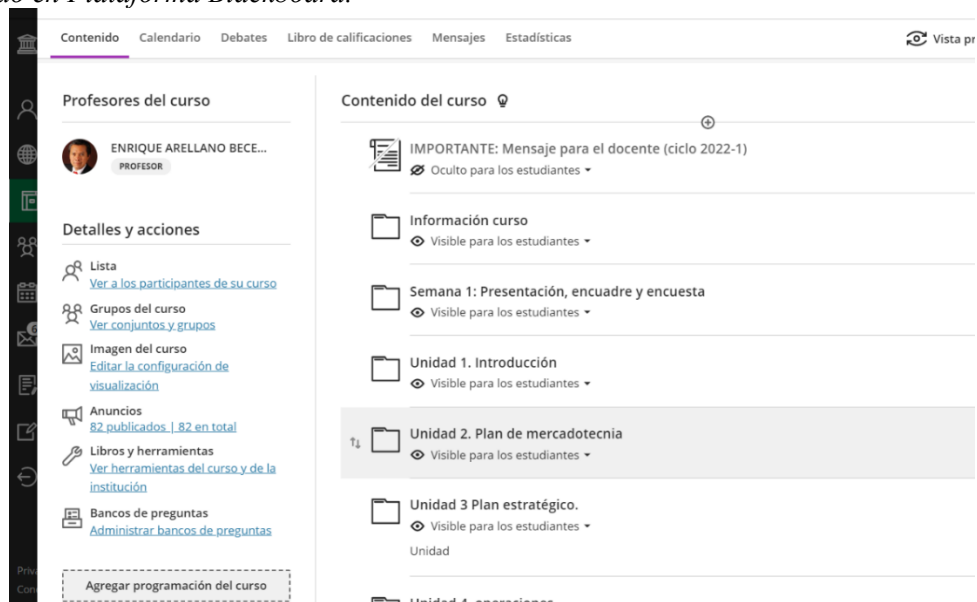 Contenido Calendario Debates Libro de calificaciones Mensajes Estadísticas Vista pr
Profesores del curso
ENRIQUE ARELLANO BECE...
PROFESOR
Detalles y acciones
Lista
Ver a los participantes de su curso
Grupos del curso
Ver conjuntos y grupos
Imagen del curso
Editar la configuración de
visualización
Anuncios
82 publicados | 82 en total
Libros y herramientas
Ver herramientas del curso y de la
institución
Bancos de preguntas
Administrar bancos de preguntas
Agregar programación del curso
Contenido del curso
IMPORTANTE: Mensaje para el docente (ciclo 2022-1)
Oculto para los estudiantes
Información curso
Visible para los estudiantes
Semana 1: Presentación, encuadre y encuesta
Visible para los estudiantes
Unidad 1. Introducción
Visible para los estudiantes
Unidad 2. Plan de mercadotecnia
Visible para los estudiantes
Unidad 3 Plan estratégico.
Visible para los estudiantes
Unidad